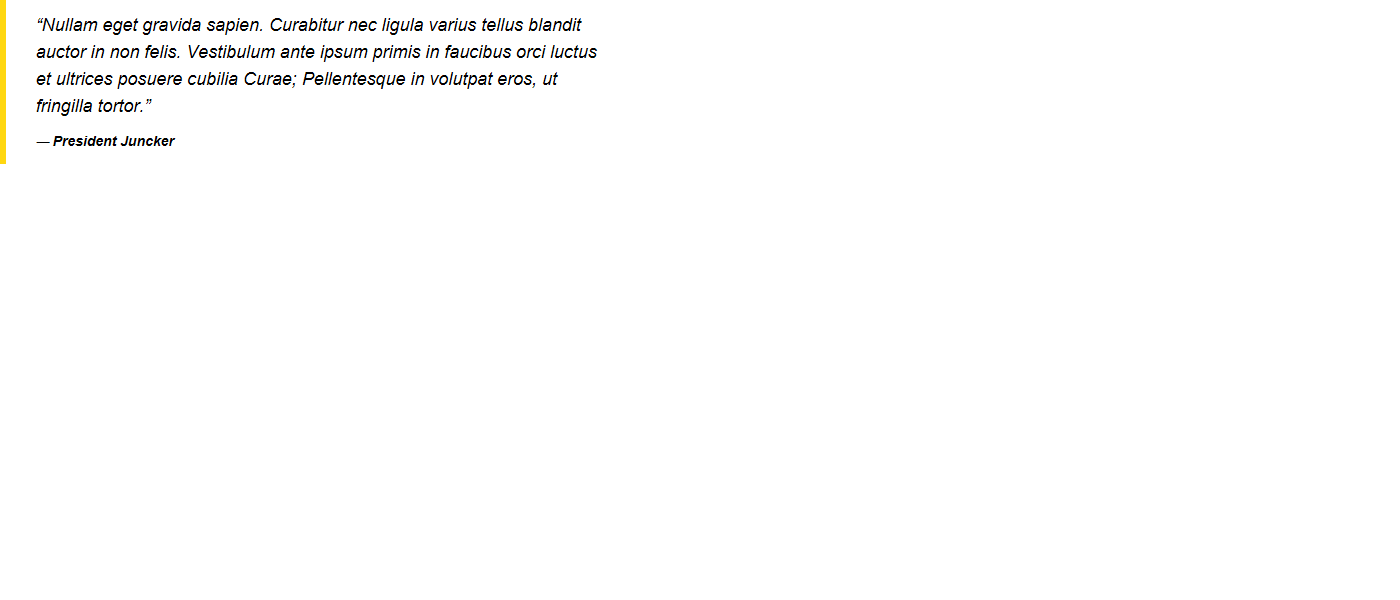 “Nullam eget gravida sapien. Curabitur nec ligula varius tellus blandit
auctor in non felis. Vestibulum ante ipsum primis in faucibus orci luctus
et ultrices posuere cubilia Curae; Pellentesque in volutpat eros, ut
fringilla tortor.”
— President Juncker